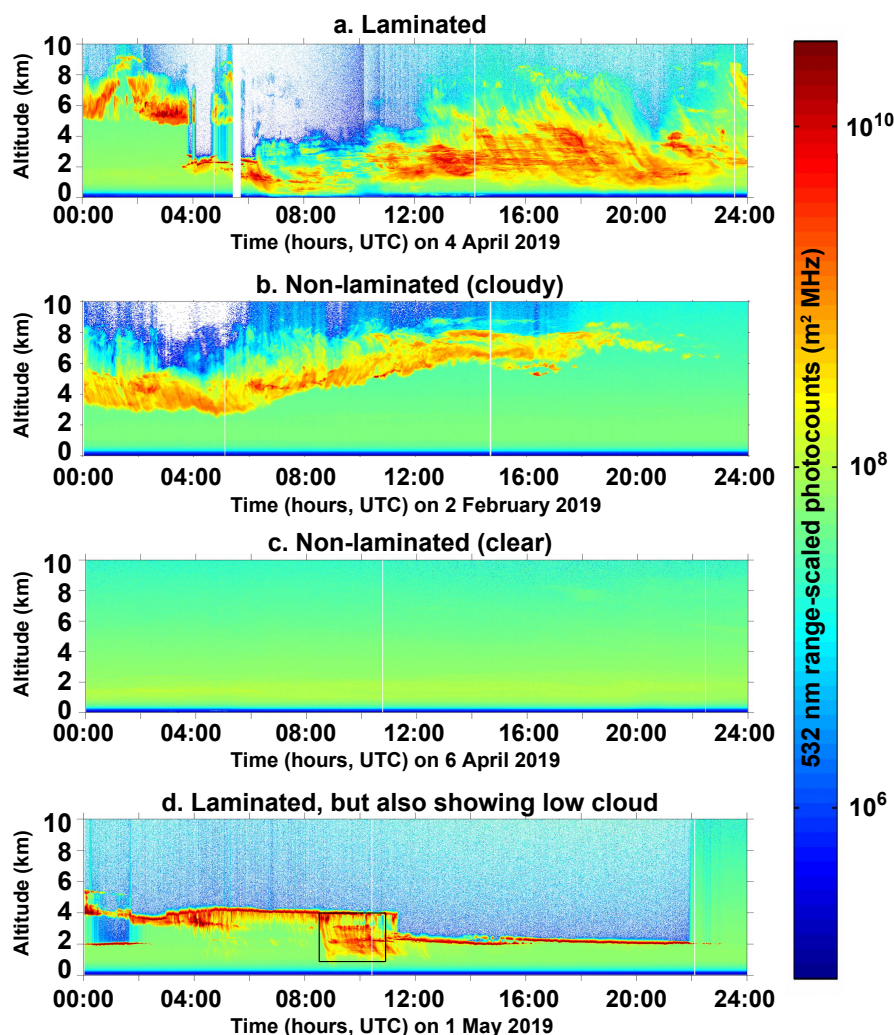 a. Laminated
10
8
6
4
2
0
Altitude (km)
00:00 04:00 08:00 12:00 16:00 20:00 24:00
Time (hours, UTC) on 4 April 2019
b. Non-laminated (cloudy)
10
8
6
4
2
0
Altitude (km)
00:00 04:00 08:00 12:00 16:00 20:00 24:00
Time (hours, UTC) on 2 February 2019
c. Non-laminated (clear)
10
8
6
4
2
0
Altitude (km)
00:00 04:00 08:00 12:00 16:00 20:00 24:00
Time (hours, UTC) on 6 April 2019
d. Laminated, but also showing low cloud
10
8
6
4
2
0
Altitude (km)
00:00 04:00 08:00 12:00 16:00 20:00 24:00
Time (hours, UTC) on 1 May 2019
532 nm range-scaled photocounts (m² MHz)
10¹⁰
10⁸
10⁶